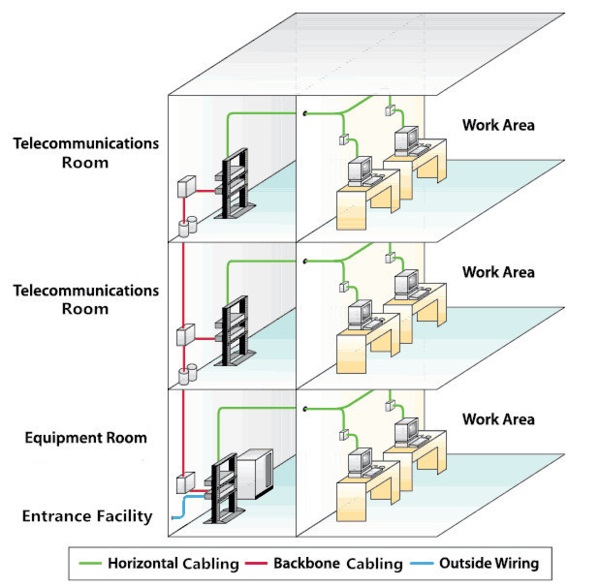 Telecommunications
Room
Work Area
Telecommunications
Room
Work Area
Equipment Room
Work Area
Entrance Facility
Horizontal Cabling
Backbone Cabling
Outside Wiring